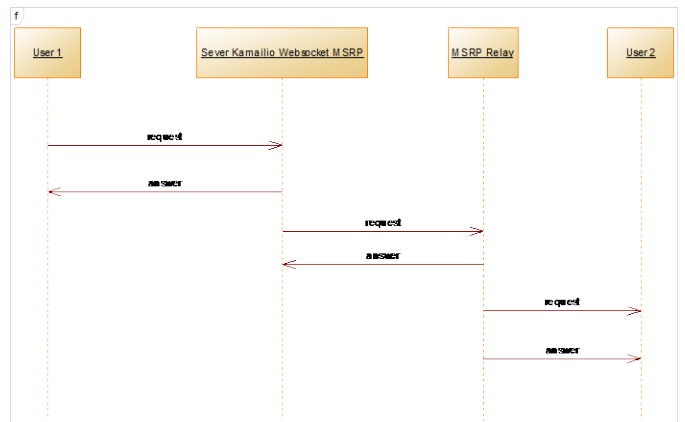 f
User 1
Sever Kamailio Websocket MSRP
MSRP Relay
User 2
request
answer
request
answer
request
answer